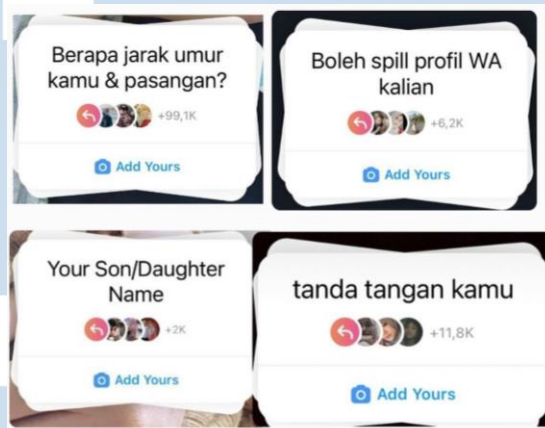 Berapa jarak umur
kamu & pasangan?
+99,1K
Add Yours
Boleh spill profil WA
kalian
+6,2K
Add Yours
Your Son/Daughter
Name
+2K
Add Yours
tanda tangan kamu
+11,8K
Add Yours